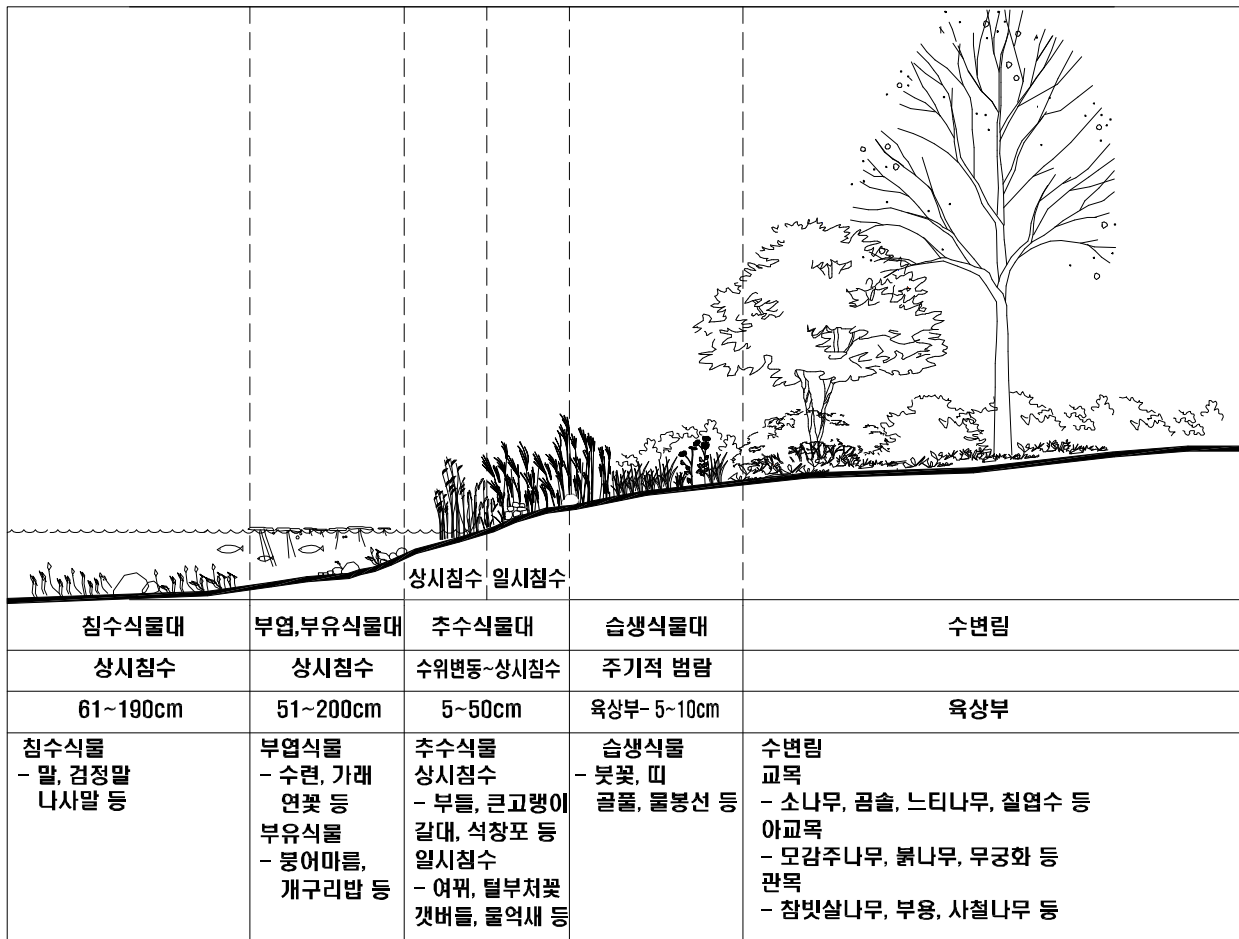 상시침수 일시침수
침수식물대 부엽,부유식물대 추수식물대 습생식물대 수변림
상시침수 상시침수 수위변동~상시침수 주기적 범람
61~190cm 51~200cm 5~50cm 육상부- 5~10cm 육상부
침수식물
- 말, 검정말
나사말 등
부엽식물
- 수련, 가래
연꽃 등
부유식물
- 붕어마름,
개구리밥 등
추수식물
상시침수
- 부들, 큰고랭이
갈대, 석창포 등
일시침수
- 여뀌, 털부처꽃
갯버들, 물억새 등
습생식물
- 붓꽃, 띠
골풀, 물봉선 등
수변림
교목
- 소나무, 곰솔, 느티나무, 칠엽수 등
아교목
- 모감주나무, 붉나무, 무궁화 등
관목
- 참빗살나무, 부용, 사철나무 등